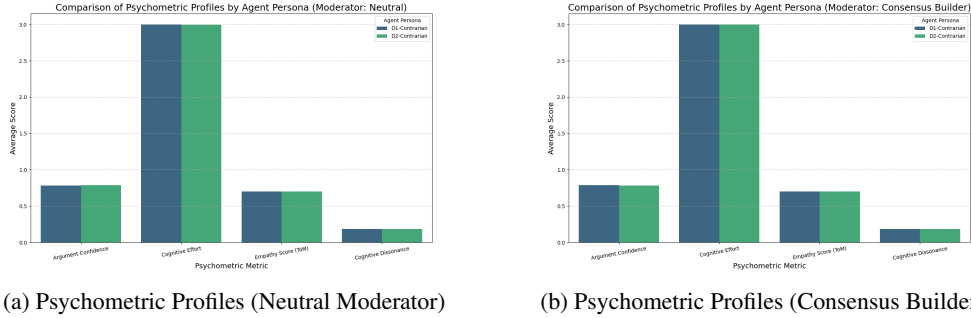 Comparison of Psychometric Profiles by Agent Persona (Moderator: Neutral)
Agent Persona
D1-Contrarian
D2-Contrarian
Average Score
3.0
2.5
2.0
1.5
1.0
0.5
0.0
Argument Confidence
Cognitive Effort
Empathy Score (ToM)
Cognitive Dissonance
Psychometric Metric
(a) Psychometric Profiles (Neutral Moderator)
Comparison of Psychometric Profiles by Agent Persona (Moderator: Consensus Builder)
Agent Persona
D1-Contrarian
D2-Contrarian
Average Score
3.0
2.5
2.0
1.5
1.0
0.5
0.0
Argument Confidence
Cognitive Effort
Empathy Score (ToM)
Cognitive Dissonance
Psychometric Metric
(b) Psychometric Profiles (Consensus Builder